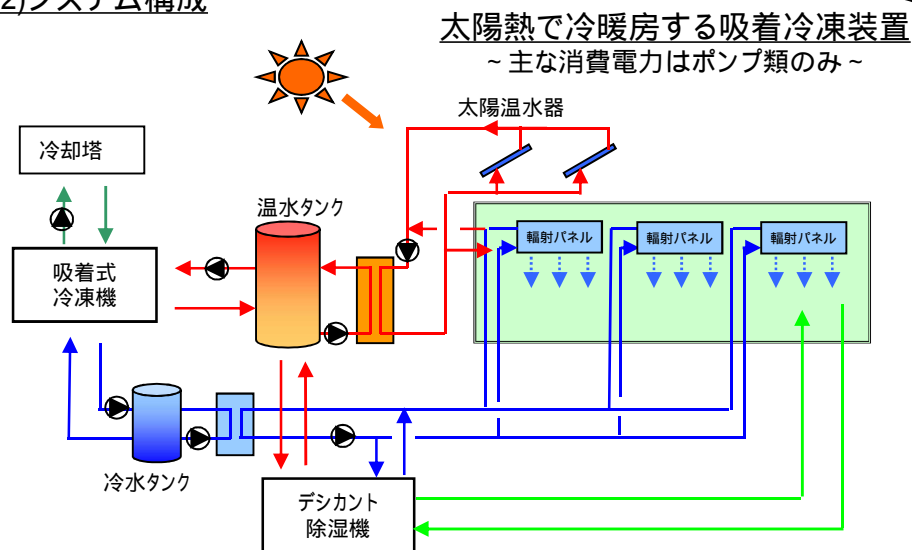 2)システム構成
太陽熱で冷暖房する吸着冷凍装置
~主な消費電力はポンプ類のみ~
太陽温水器
冷却塔
温水タンク
輻射パネル
輻射パネル
輻射パネル
吸着式
冷凍機
冷水タンク
デシカント
除湿機